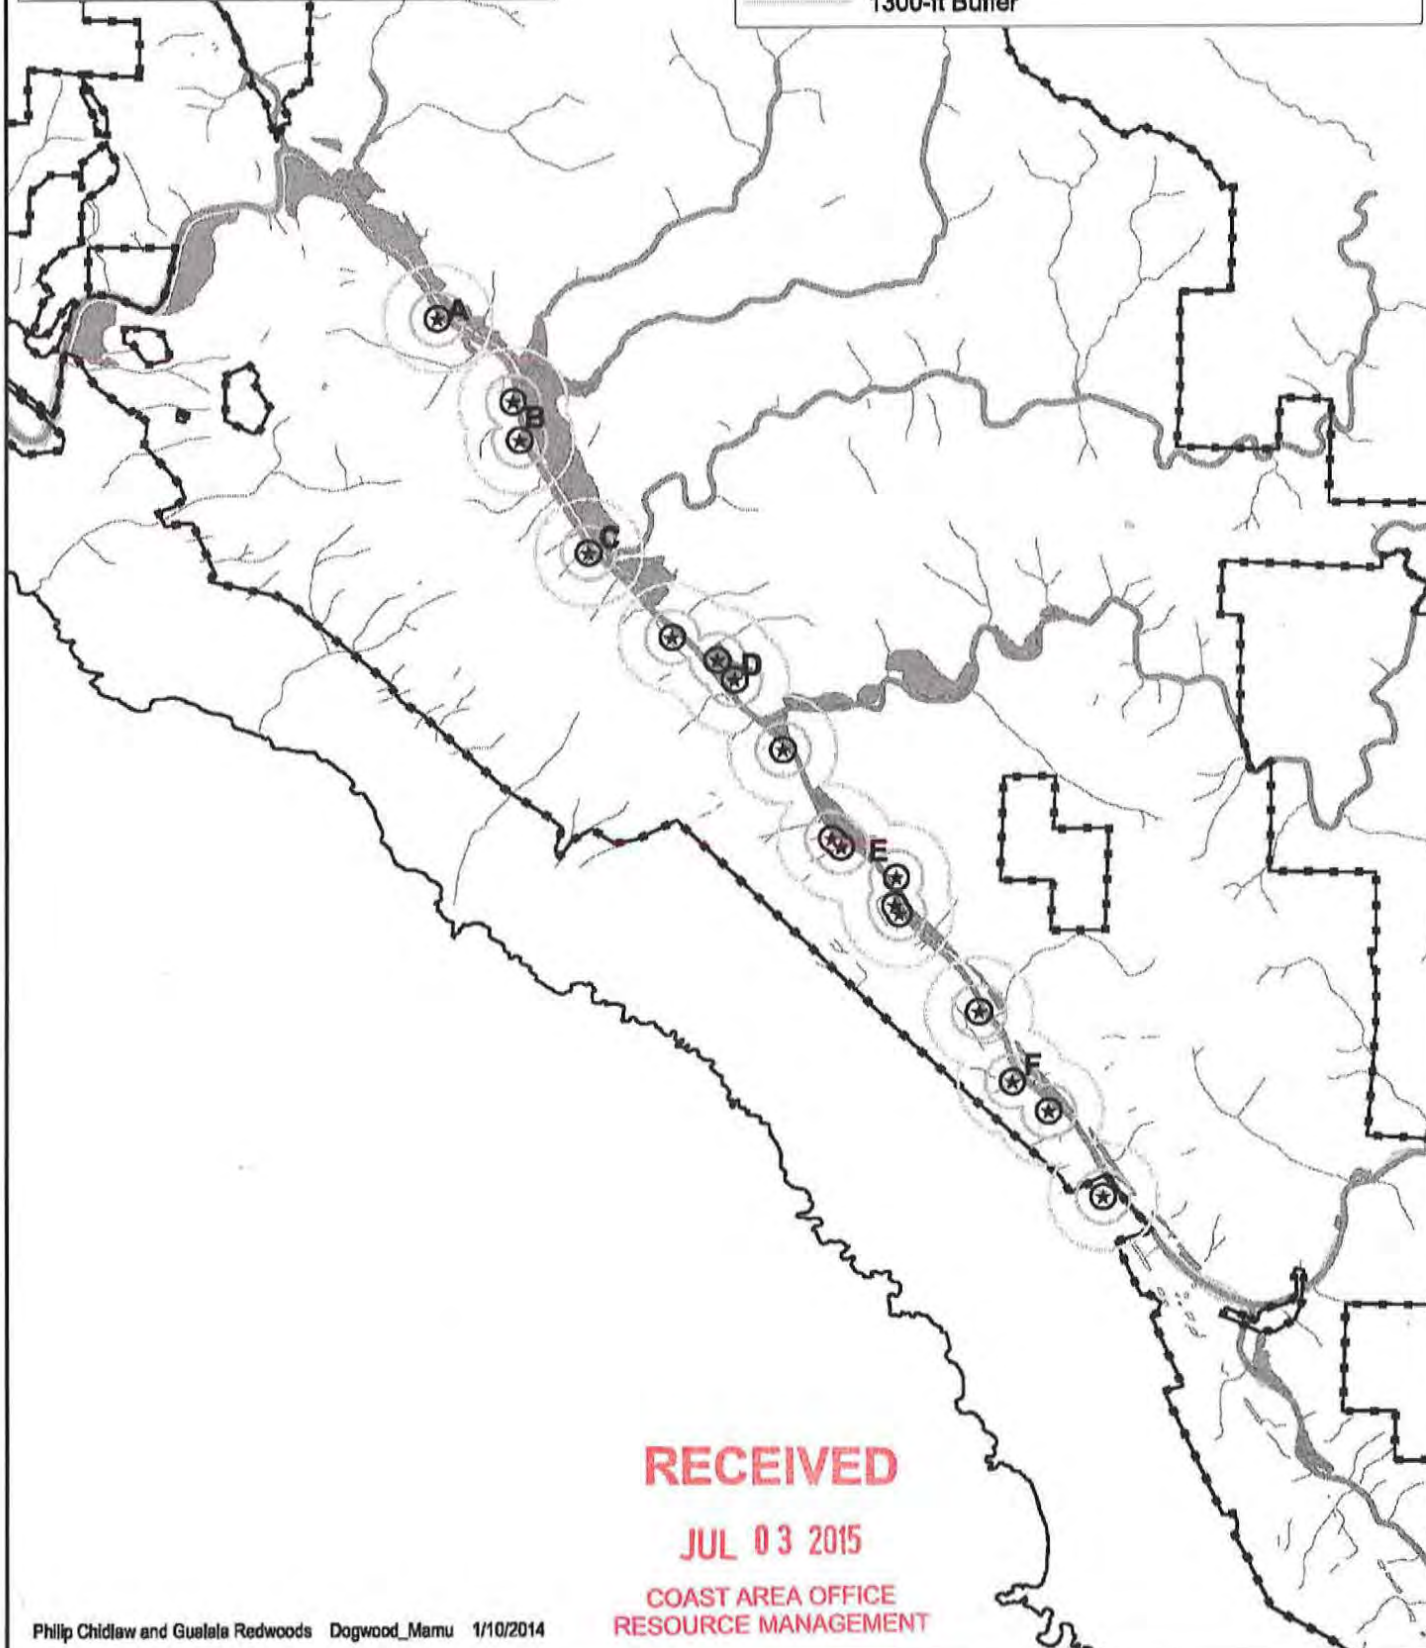 1300-ft Buffer
A
B
C
D
E
F
RECEIVED
JUL 03 2015
COAST AREA OFFICE
RESOURCE MANAGEMENT
Philip Chidlaw and Gualala Redwoods Dogwood_Mamu 1/10/2014